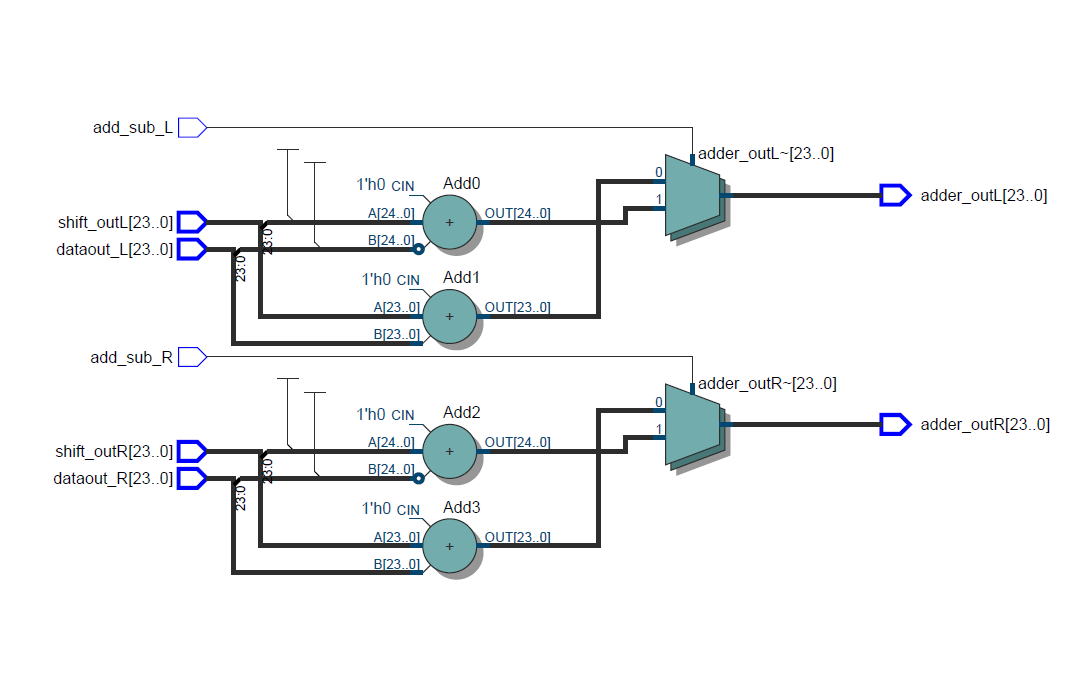 add_sub_L
adder_outL~[23..0]
0
1'h0 CIN
Add0
1
adder_outL[23..0]
shift_outL[23..0]
A[24..0]
+
OUT[24..0]
23:0
dataout_L[23..0]
B[24..0]
23:0
1'h0 CIN
Add1
A[23..0]
+
OUT[23..0]
B[23..0]
add_sub_R
adder_outR~[23..0]
0
1'h0 CIN
Add2
1
adder_outR[23..0]
shift_outR[23..0]
A[24..0]
+
OUT[24..0]
23:0
dataout_R[23..0]
B[24..0]
23:0
1'h0 CIN
Add3
A[23..0]
+
OUT[23..0]
B[23..0]